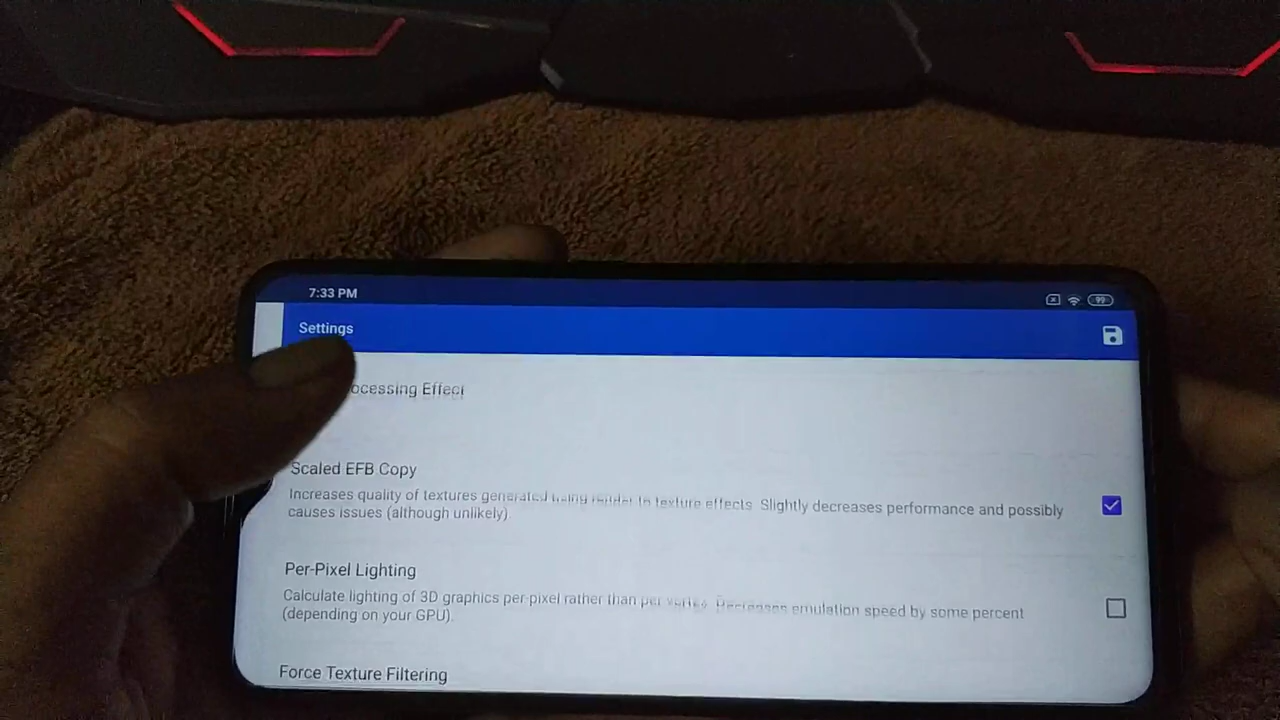 7:33 PM
99
Settings
ocessing Effect
Scaled EFB Copy
Increases quality of textures generated using render to texture effects. Slightly decreases performance and possibly
causes issues (although unlikely).
Per-Pixel Lighting
Calculate lighting of 3D graphics per-pixel rather than per vertex. Decreases emulation speed by some percent
(depending on your GPU).
Force Texture Filtering